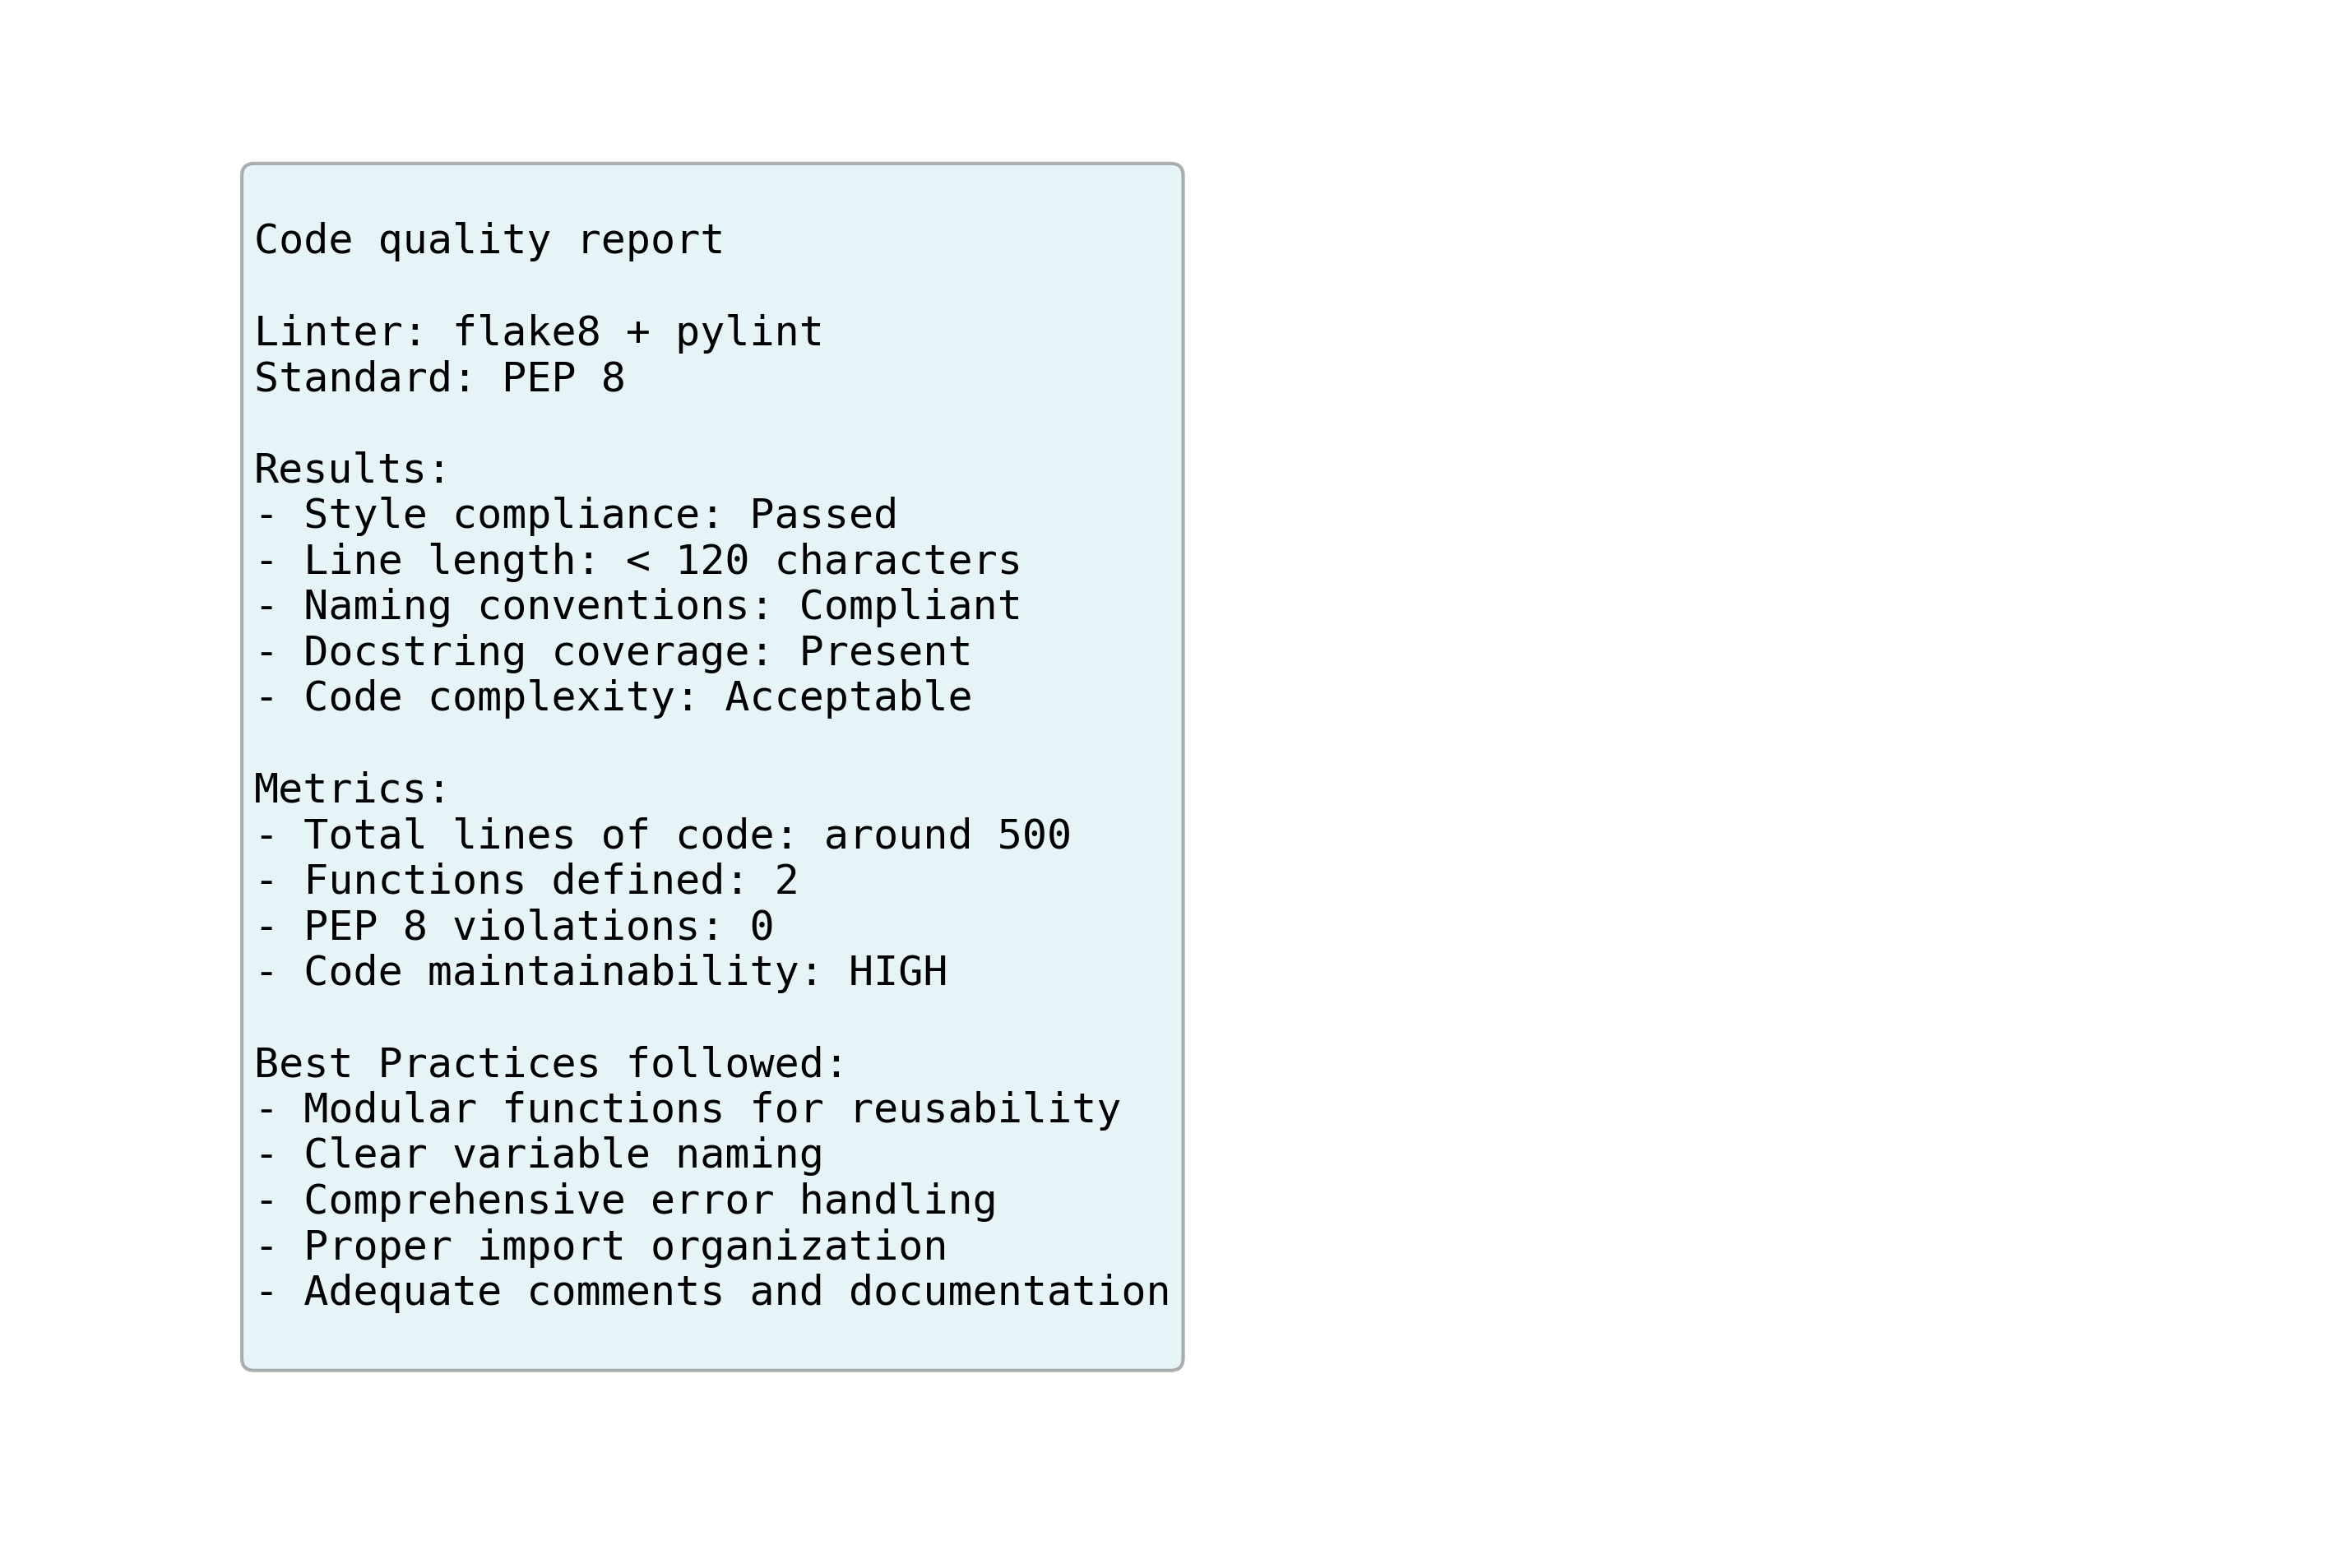 Code quality report
Linter: flake8 + pylint
Standard: PEP 8
Results:
- Style compliance: Passed
- Line length: < 120 characters
- Naming conventions: Compliant
- Docstring coverage: Present
- Code complexity: Acceptable
Metrics:
- Total lines of code: around 500
- Functions defined: 2
- PEP 8 violations: 0
- Code maintainability: HIGH
Best Practices followed:
- Modular functions for reusability
- Clear variable naming
- Comprehensive error handling
- Proper import organization
- Adequate comments and documentation